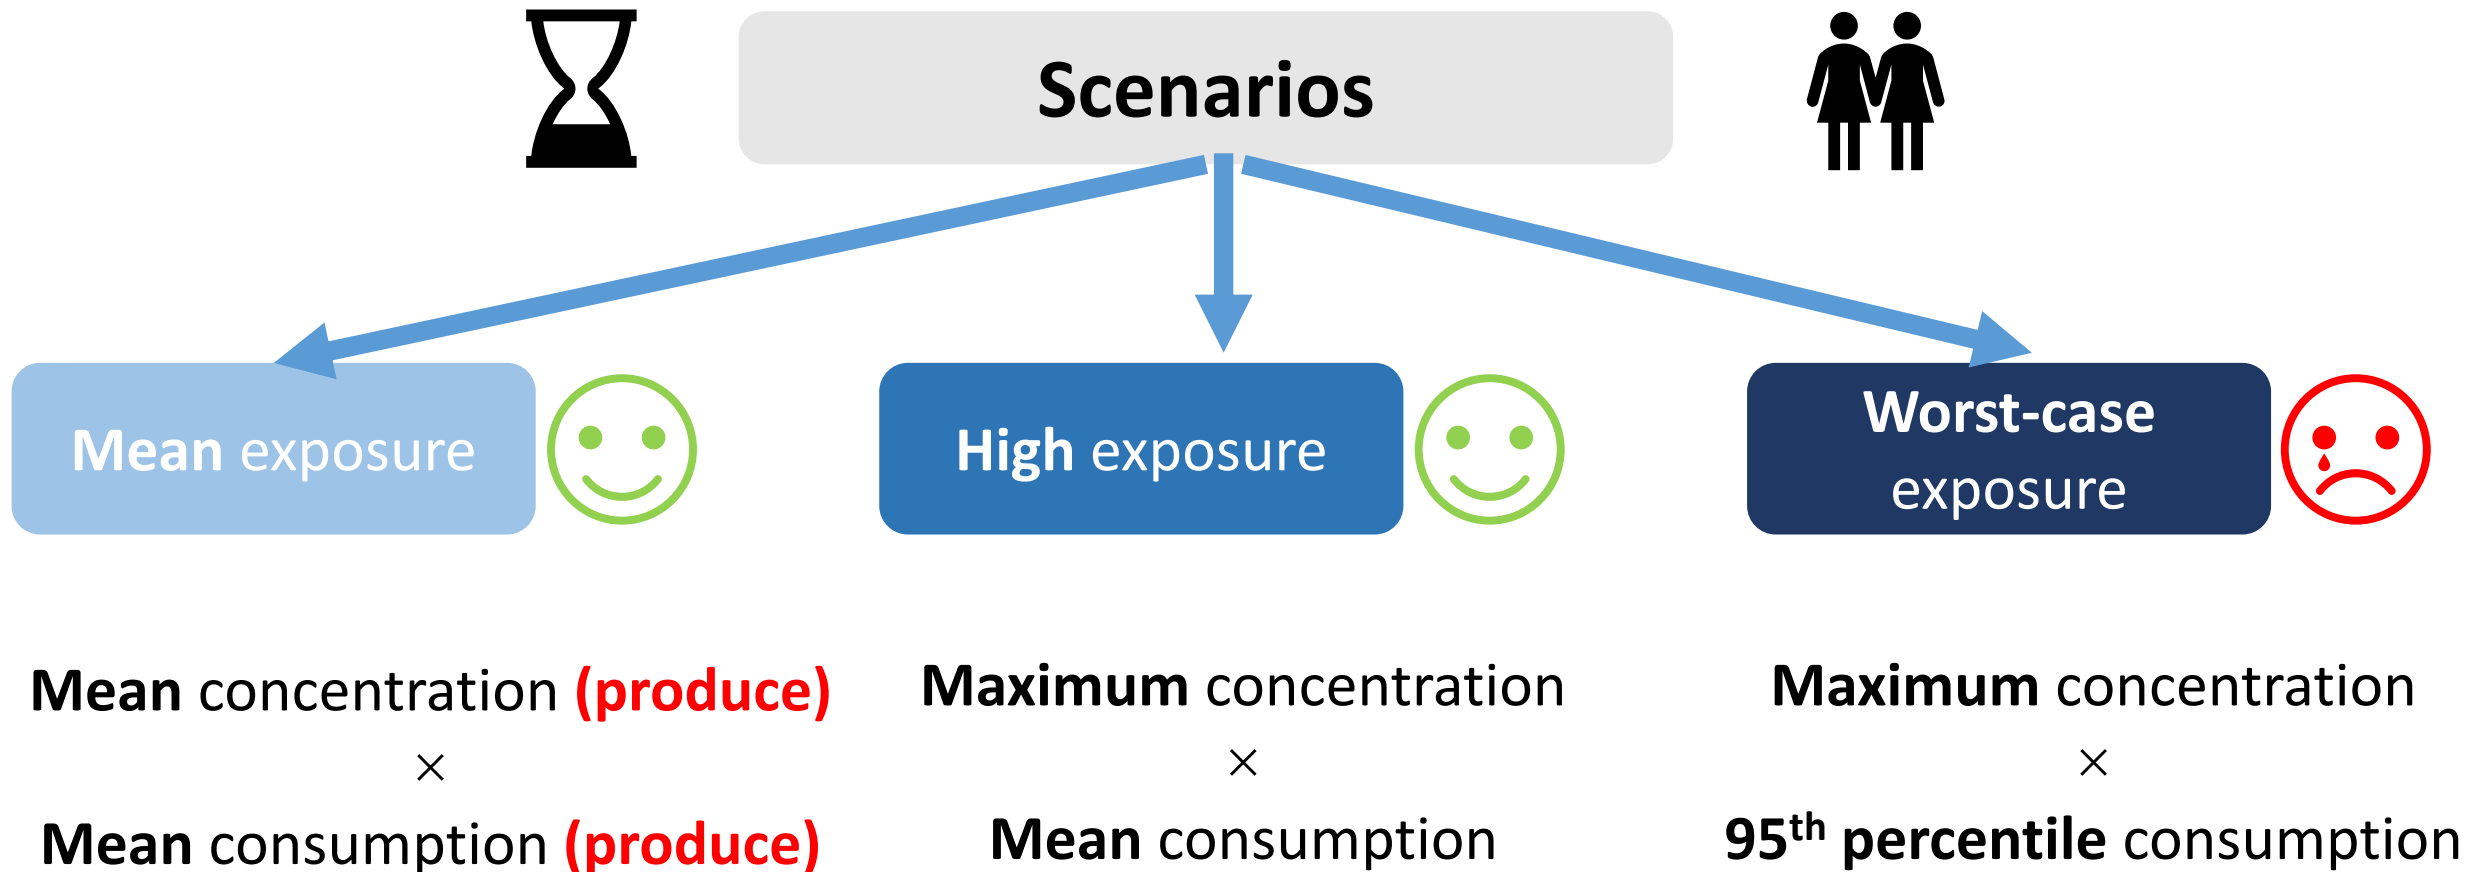 Scenarios
Mean exposure
High exposure
Worst-case
exposure
Mean concentration (produce)
×
Mean consumption (produce)
Maximum concentration
×
Mean consumption
Maximum concentration
×
95th percentile consumption